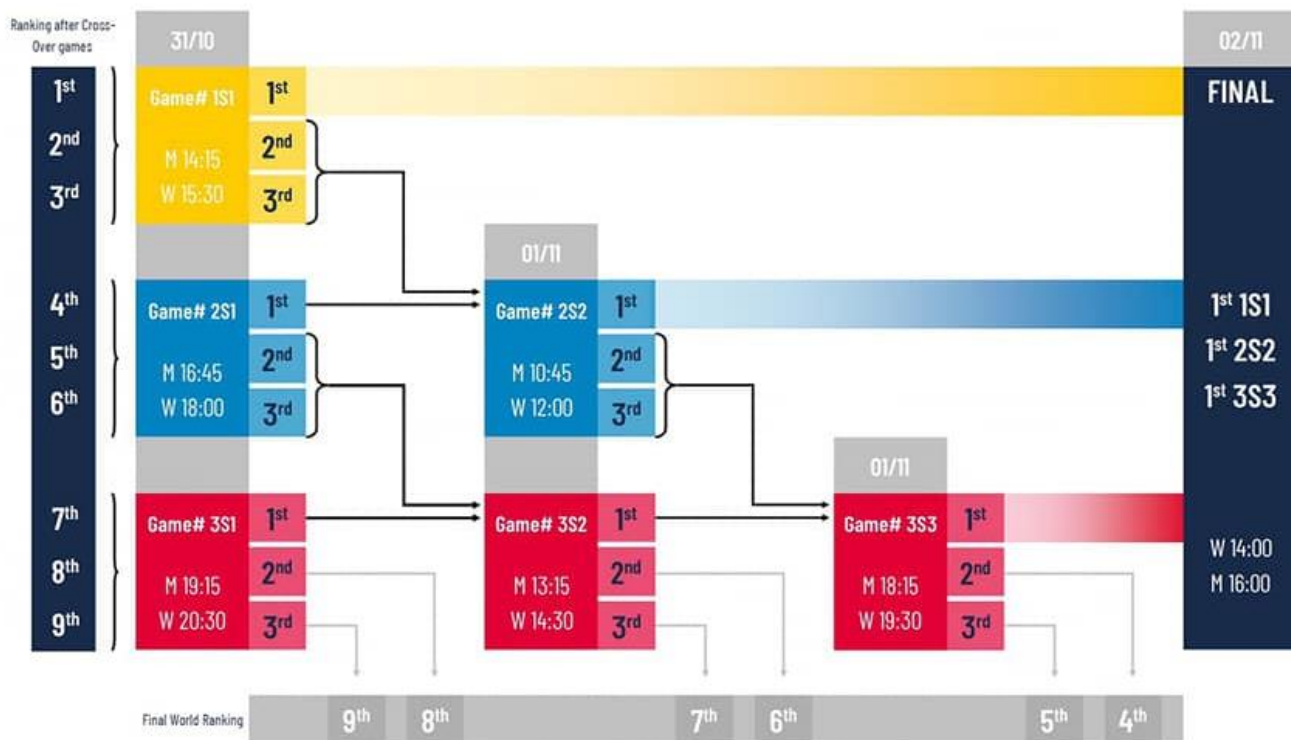 Ranking after Cross-
Over games
1st
2nd
3rd
4th
5th
6th
7th
8th
9th
31/10
Game# 1S1
M 14:15
W 15:30
1st
2nd
3rd
Game# 2S1
M 16:45
W 18:00
1st
2nd
3rd
Game# 3S1
M 19:15
W 20:30
1st
2nd
3rd
01/11
Game# 2S2
M 10:45
W 12:00
1st
2nd
3rd
Game# 3S2
M 13:15
W 14:30
1st
2nd
3rd
01/11
Game# 3S3
M 18:15
W 19:30
1st
2nd
3rd
02/11
FINAL
1st 1S1
1st 2S2
1st 3S3
W 14:00
M 16:00
Final World Ranking
9th
8th
7th
6th
5th
4th